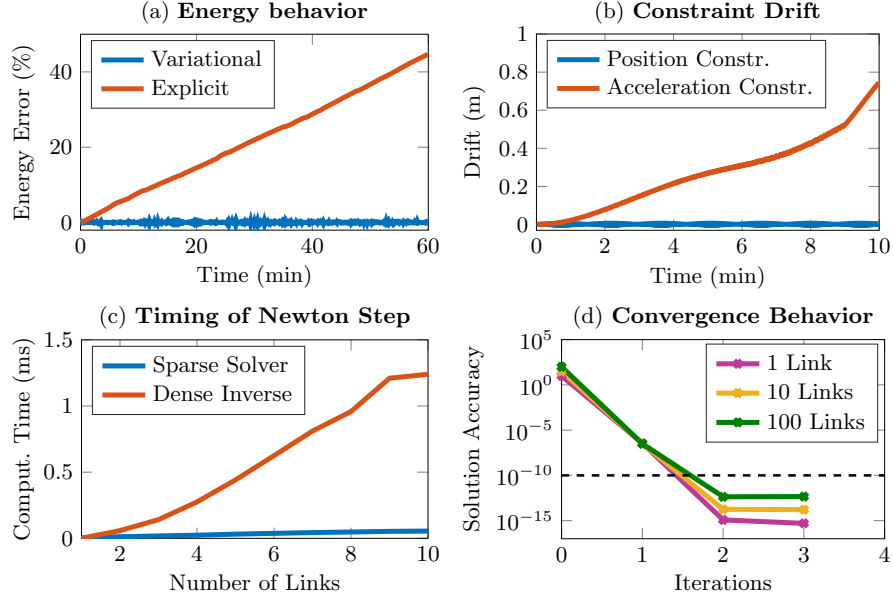 (a) Energy behavior
Energy Error (%)
40
20
0
Variational
Explicit
0 20 40 60
Time (min)
(b) Constraint Drift
Drift (m)
1
0.8
0.6
0.4
0.2
0
Position Constr.
Acceleration Constr.
0 2 4 6 8 10
Time (min)
(c) Timing of Newton Step
Comput. Time (ms)
1.5
1
0.5
0
Sparse Solver
Dense Inverse
2 4 6 8 10
Number of Links
(d) Convergence Behavior
Solution Accuracy
10^5
10^0
10^-5
10^-10
10^-15
1 Link
10 Links
100 Links
0 1 2 3 4
Iterations